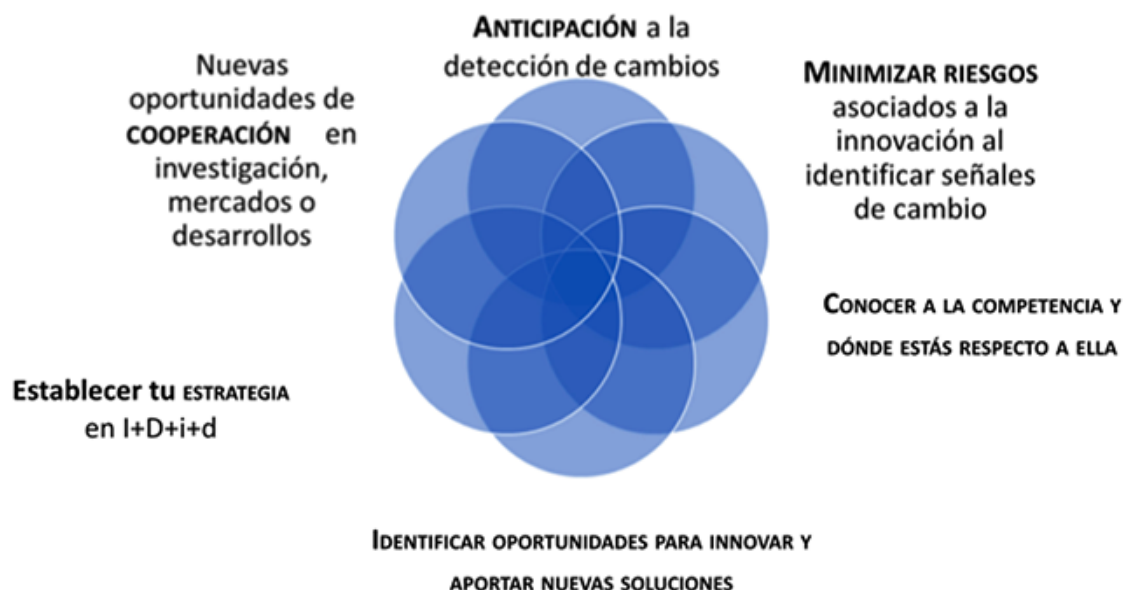 ANTICIPACIÓN a la
detección de cambios
MINIMIZAR RIESGOS
asociados a la
innovación al
identificar señales
de cambio
CONOCER A LA COMPETENCIA Y
DÓNDE ESTÁS RESPECTO A ELLA
IDENTIFICAR OPORTUNIDADES PARA INNOVAR Y
APORTAR NUEVAS SOLUCIONES
Establecer tu ESTRATEGIA
en I+D+i+d
Nuevas
oportunidades de
COOPERACIÓN en
investigación,
mercados o
desarrollos